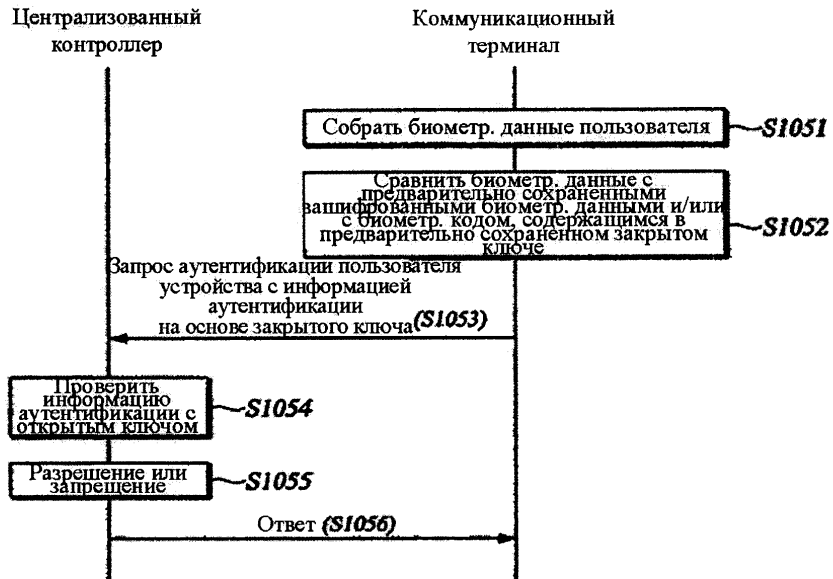 Централизованный
контроллер
Коммуникационный
терминал
Собрать биометр. данные пользователя
S1051
Сравнить биометр. данные с
предварительно сохраненными
вашифрованными биометр. данными и/или
с биометр. кодом, содержащимся в
предварительно сохраненном закрытом
ключе
S1052
Запрос аутентификации пользователя
устройства с информацией
аутентификации
на основе закрытого ключа (S1053)
Проверить
информацию
аутентификации с
открытым ключом
S1054
Разрешение или
запрещение
S1055
Ответ (S1056)